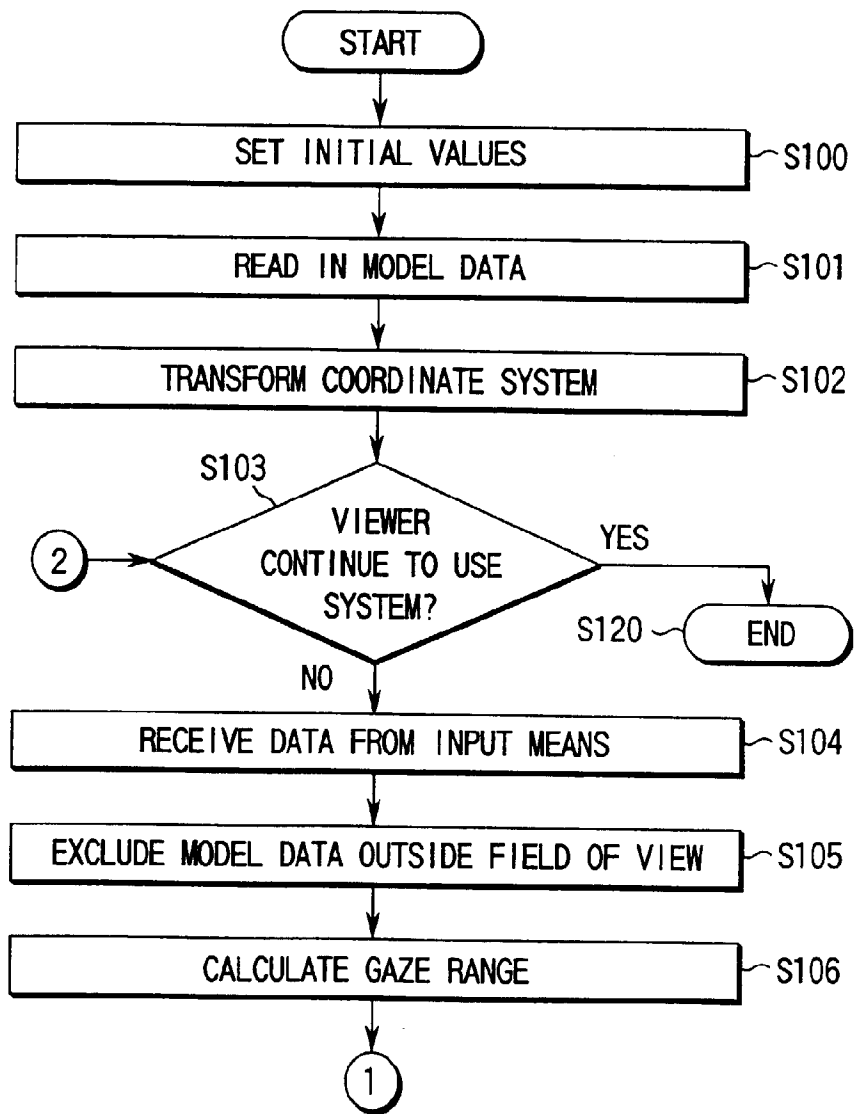 START
SET INITIAL VALUES
S100
READ IN MODEL DATA
S101
TRANSFORM COORDINATE SYSTEM
S102
S103
VIEWER
CONTINUE TO USE
SYSTEM?
YES
2
S120
END
NO
RECEIVE DATA FROM INPUT MEANS
S104
EXCLUDE MODEL DATA OUTSIDE FIELD OF VIEW
S105
CALCULATE GAZE RANGE
S106
1